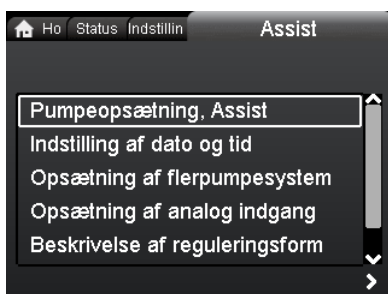 Ho Status Indstillin Assist
Pumpeopsætning, Assist
Indstilling af dato og tid
Opsætning af flerpumpesystem
Opsætning af analog indgang
Beskrivelse af reguleringsform